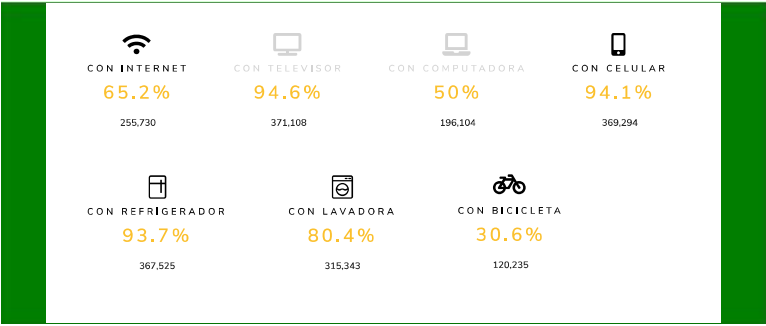 CON INTERNET CON TELEVISOR CON COMPUTADORA CON CELULAR
65.2% 94.6% 50% 94.1%
255,730 371,108 196,104 369,294
CON REFRIGERADOR CON LAVADORA CON BICICLETA
93.7% 80.4% 30.6%
367,525 315,343 120,235